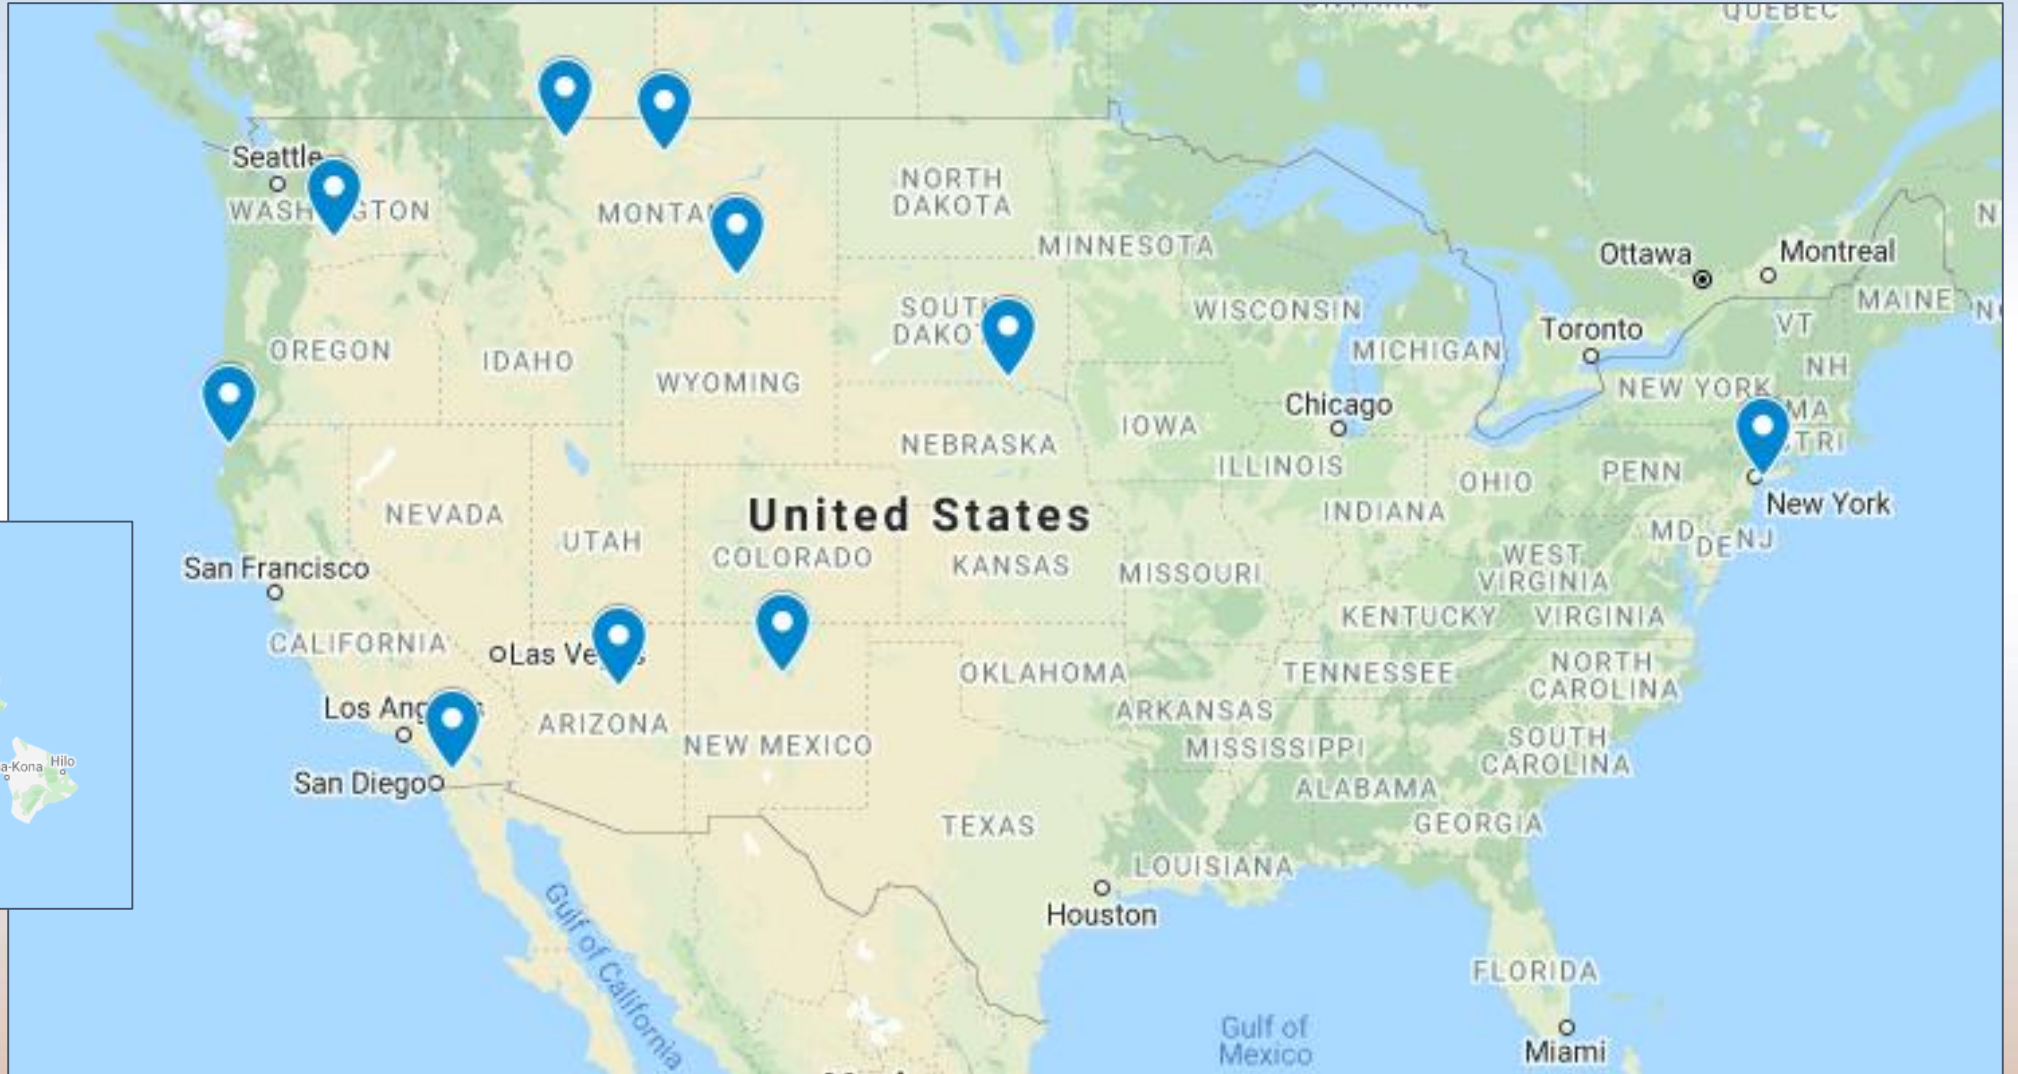 QUEBEC
Seattle
WASH GTON
MONTA
NORTH
DAKOTA
MINNESOTA
Ottawa
Montreal
N
SOUT
DAKO
WISCONSIN
MICHIGAN
Toronto
VT
MAINE
NH
OREGON
IDAHO
WYOMING
NEW YORK
MA
CTRI
Chicago
IOWA
NEBRASKA
ILLINOIS
OHIO
PENN
INDIANA
New York
NEVADA
UTAH
United States
COLORADO
KANSAS
MISSOURI
WEST
VIRGINIA
MD
DE
NJ
San Francisco
CALIFORNIA
KENTUCKY
VIRGINIA
Las Ve s
OKLAHOMA
TENNESSEE
NORTH
CAROLINA
Los Ang s
ARIZONA
NEW MEXICO
ARKANSAS
MISSISSIPPI
SOUTH
CAROLINA
a-Kona
Hilo
San Diego
ALABAMA
GEORGIA
TEXAS
LOUISIANA
Houston
Gulf of California
FLORIDA
Gulf of
Mexico
Miami